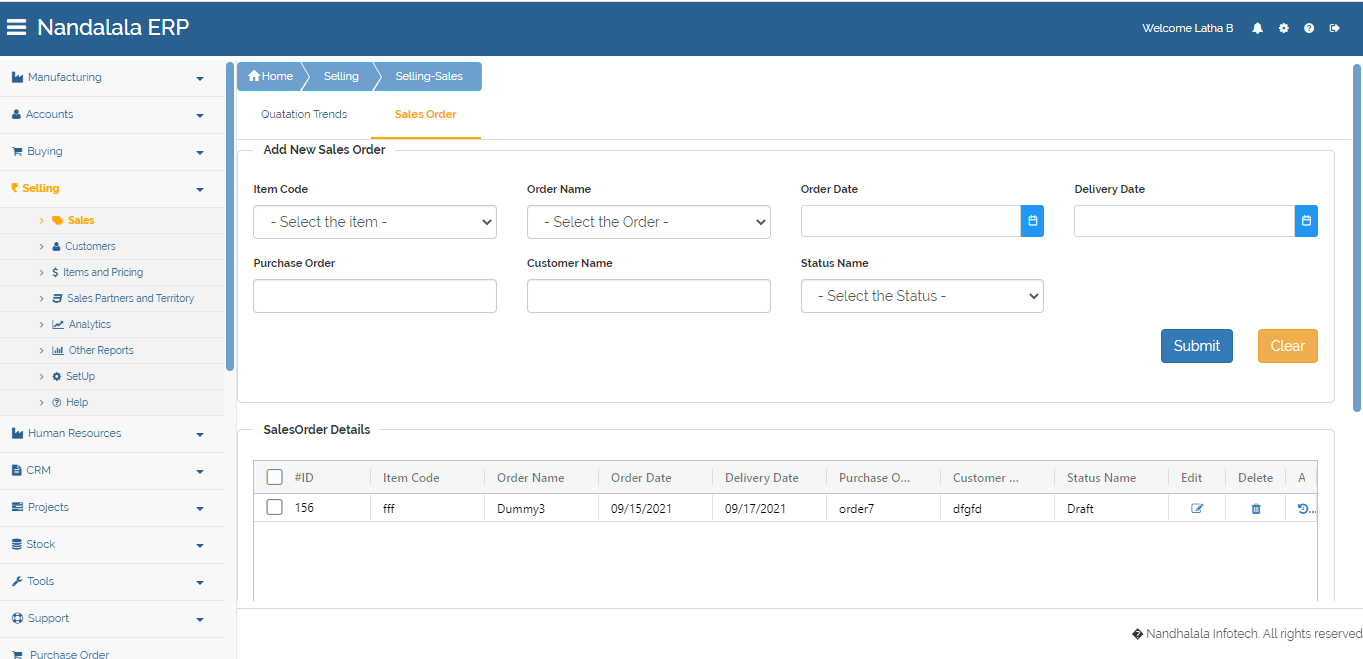 Nandalala ERP
Welcome Latha B
Manufacturing
Accounts
Buying
₹ Selling
Sales
Customers
$ Items and Pricing
Sales Partners and Territory
Analytics
Other Reports
SetUp
Help
Human Resources
CRM
Projects
Stock
Tools
Support
Purchase Order
Home Selling Selling-Sales
Quatation Trends Sales Order
Add New Sales Order
Item Code Order Name Order Date Delivery Date
- Select the item - - Select the Order -
Purchase Order Customer Name Status Name
- Select the Status -
Submit Clear
SalesOrder Details
#ID Item Code Order Name Order Date Delivery Date Purchase O... Customer ... Status Name Edit Delete A
156 fff Dummy3 09/15/2021 09/17/2021 order7 dfgfd Draft ...
� Nandhalala Infotech. All rights reserved